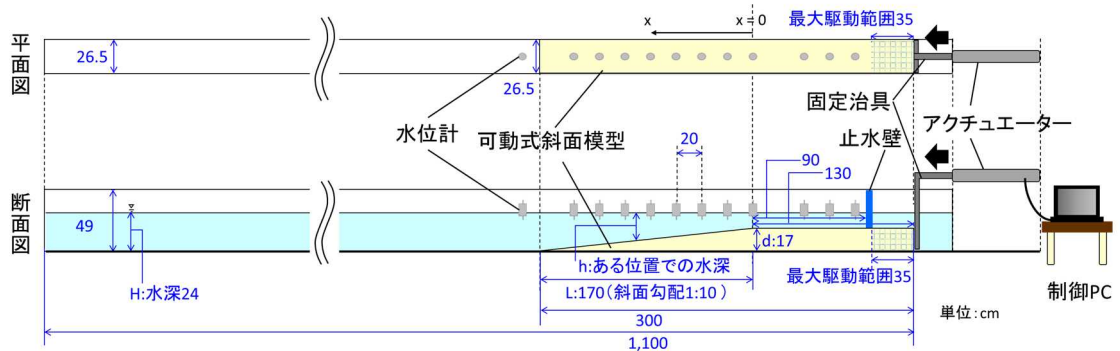 x
x = 0
最大駆動範囲35
平面図
26.5
26.5
固定治具
水位計
可動式斜面模型
20
止水壁
アクチュエーター
90
130
断面図
49
d:17
H:水深24
h:ある位置での水深
L:170(斜面勾配1:10 )
最大駆動範囲35
制御PC
300
単位:cm
1,100